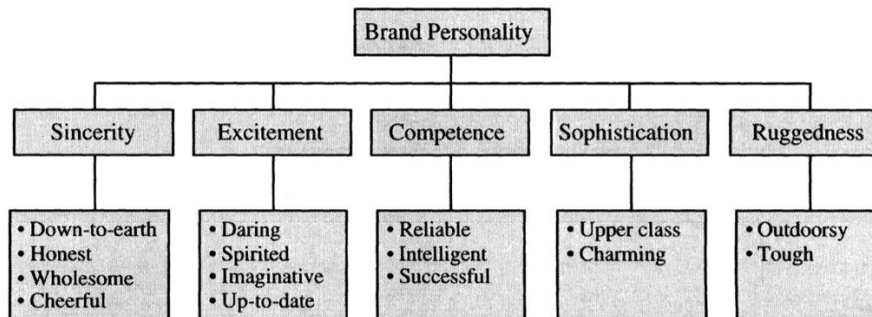 Brand Personality
Sincerity
Excitement
Competence
Sophistication
Ruggedness
• Down-to-earth
• Honest
• Wholesome
• Cheerful
• Daring
• Spirited
• Imaginative
• Up-to-date
• Reliable
• Intelligent
• Successful
• Upper class
• Charming
• Outdoorsy
• Tough